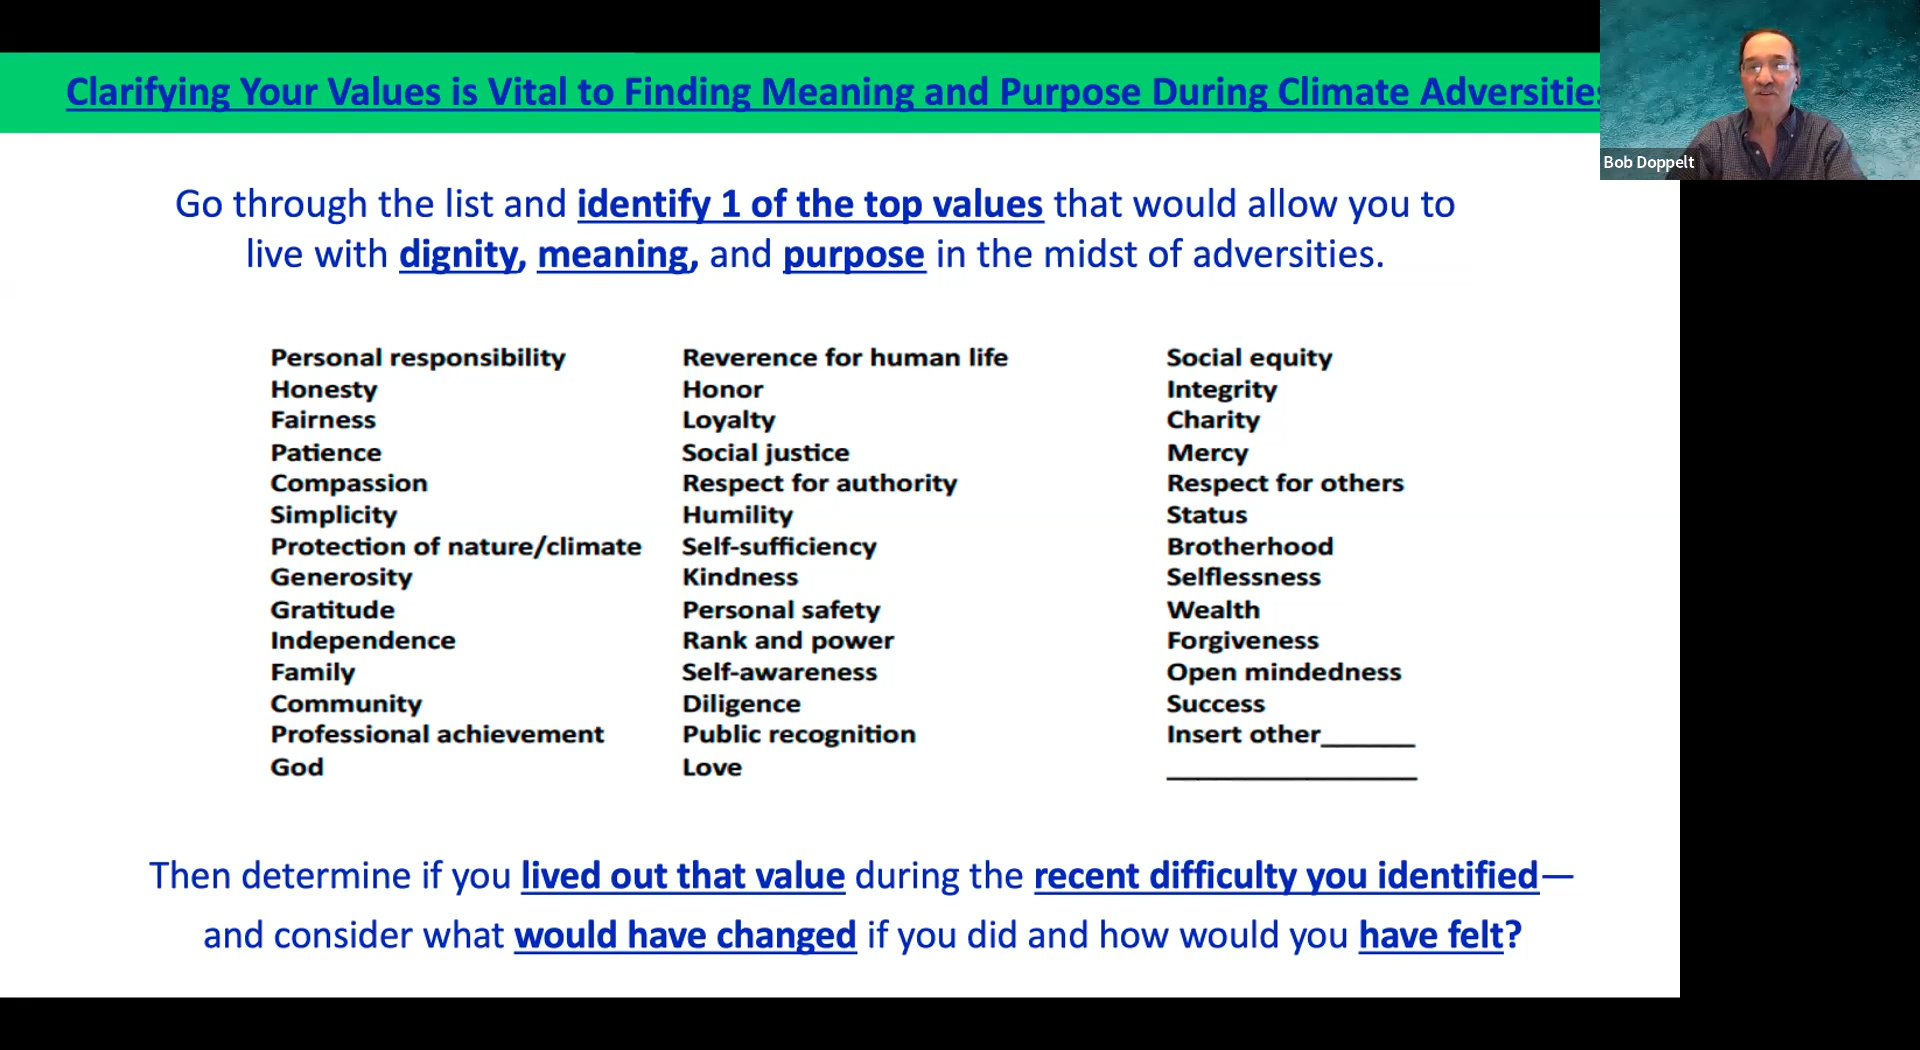 Clarifying Your Values is Vital to Finding Meaning and Purpose During Climate Adversities
Bob Doppelt
Go through the list and identify 1 of the top values that would allow you to
live with dignity, meaning, and purpose in the midst of adversities.
Personal responsibility
Honesty
Fairness
Patience
Compassion
Simplicity
Protection of nature/climate
Generosity
Gratitude
Independence
Family
Community
Professional achievement
God
Reverence for human life
Honor
Loyalty
Social justice
Respect for authority
Humility
Self-sufficiency
Kindness
Personal safety
Rank and power
Self-awareness
Diligence
Public recognition
Love
Social equity
Integrity
Charity
Mercy
Respect for others
Status
Brotherhood
Selflessness
Wealth
Forgiveness
Open mindedness
Success
Insert other______
Then determine if you lived out that value during the recent difficulty you identified—
and consider what would have changed if you did and how would you have felt?